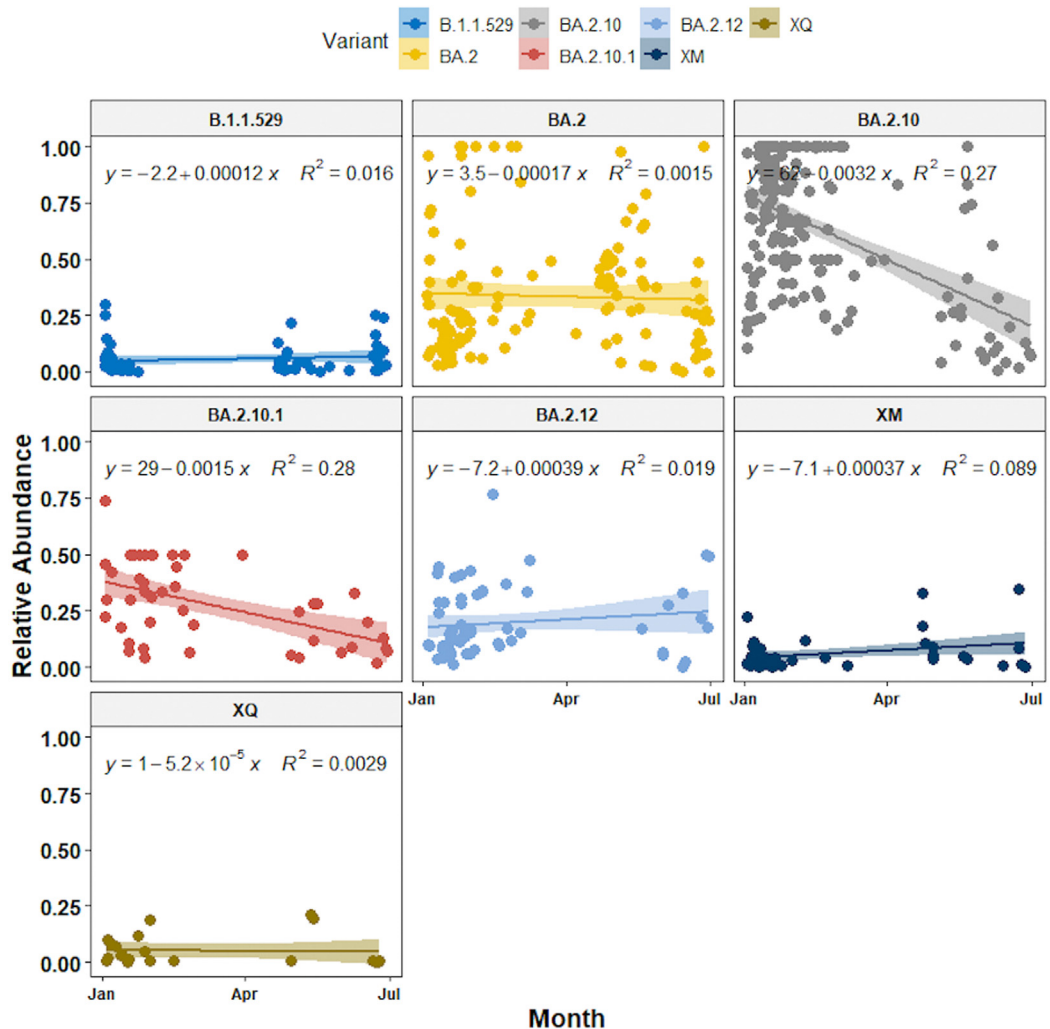 Variant B.1.1.529 BA.2.10 BA.2.12 XQ
BA.2 BA.2.10.1 XM
B.1.1.529 BA.2 BA.2.10
1.00
y = −2.2 + 0.00012 x R² = 0.016
y = 3.5 − 0.00017 x R² = 0.0015
y = 62 − 0.0032 x R² = 0.27
0.75
0.50
0.25
0.00
BA.2.10.1 BA.2.12 XM
1.00
y = 29 − 0.0015 x R² = 0.28
y = −7.2 + 0.00039 x R² = 0.019
y = −7.1 + 0.00037 x R² = 0.089
0.75
0.50
0.25
0.00
Relative Abundance
Jan Apr Jul Jan Apr Jul
XQ
1.00
y = 1 − 5.2 × 10⁻⁵ x R² = 0.0029
0.75
0.50
0.25
0.00
Jan Apr Jul
Month